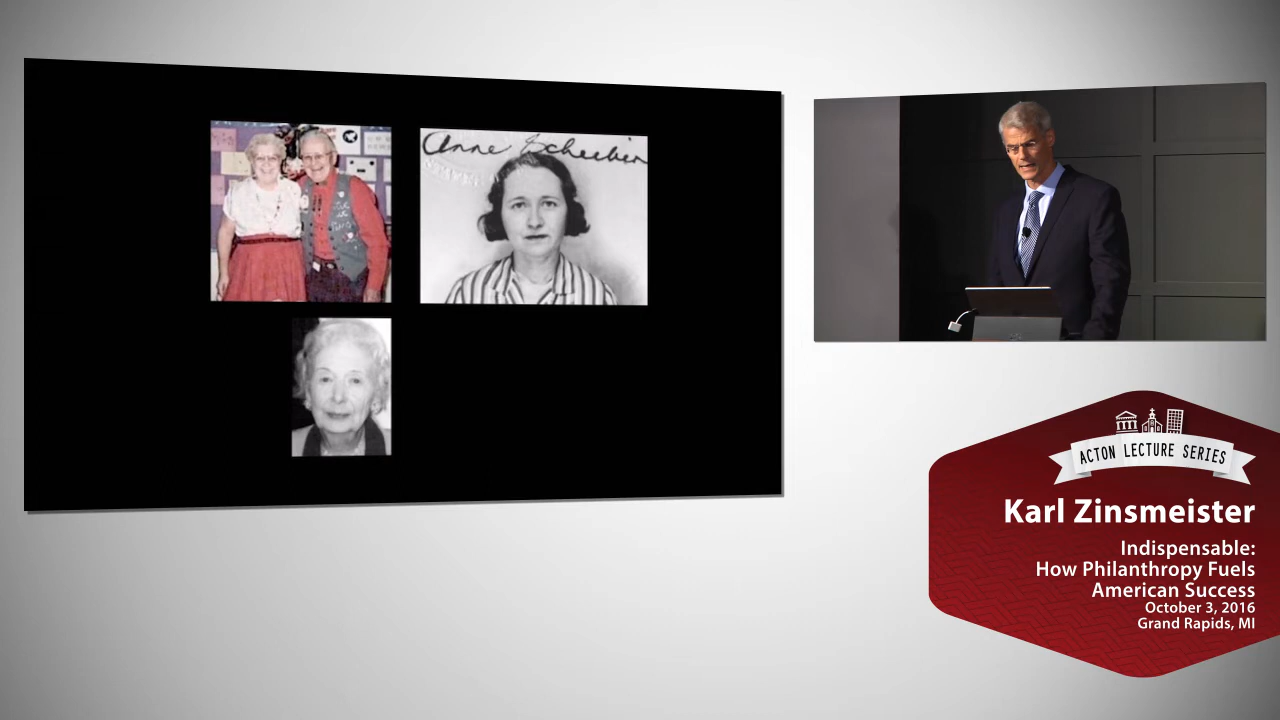 Anne Scheiber
ACTON LECTURE SERIES
Karl Zinsmeister
Indispensable:
How Philanthropy Fuels
American Success
October 3, 2016
Grand Rapids, MI